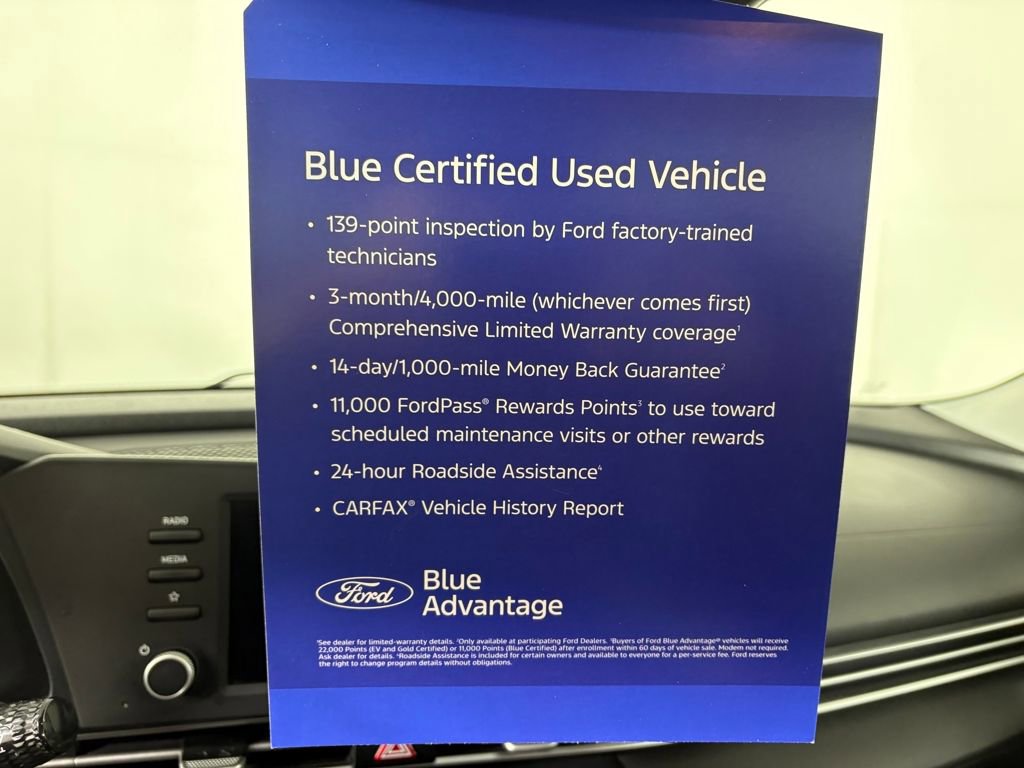 Blue Certified Used Vehicle
• 139-point inspection by Ford factory-trained
technicians
• 3-month/4,000-mile (whichever comes first)
Comprehensive Limited Warranty coverage¹
• 14-day/1,000-mile Money Back Guarantee²
• 11,000 FordPass® Rewards Points³ to use toward
scheduled maintenance visits or other rewards
• 24-hour Roadside Assistance⁴
• CARFAX® Vehicle History Report
Ford
Blue
Advantage
¹See dealer for limited-warranty details. ²Only available at participating Ford Dealers. ³Buyers of Ford Blue Advantage® vehicles will receive
22,000 Points (EV and Gold Certified) or 11,000 Points (Blue Certified) after enrollment within 60 days of vehicle sale. Modem not required.
Ask dealer for details. ⁴Roadside Assistance is included for certain owners and available to everyone for a per-service fee. Ford reserves
the right to change program details without obligations.
RADIO
MEDIA